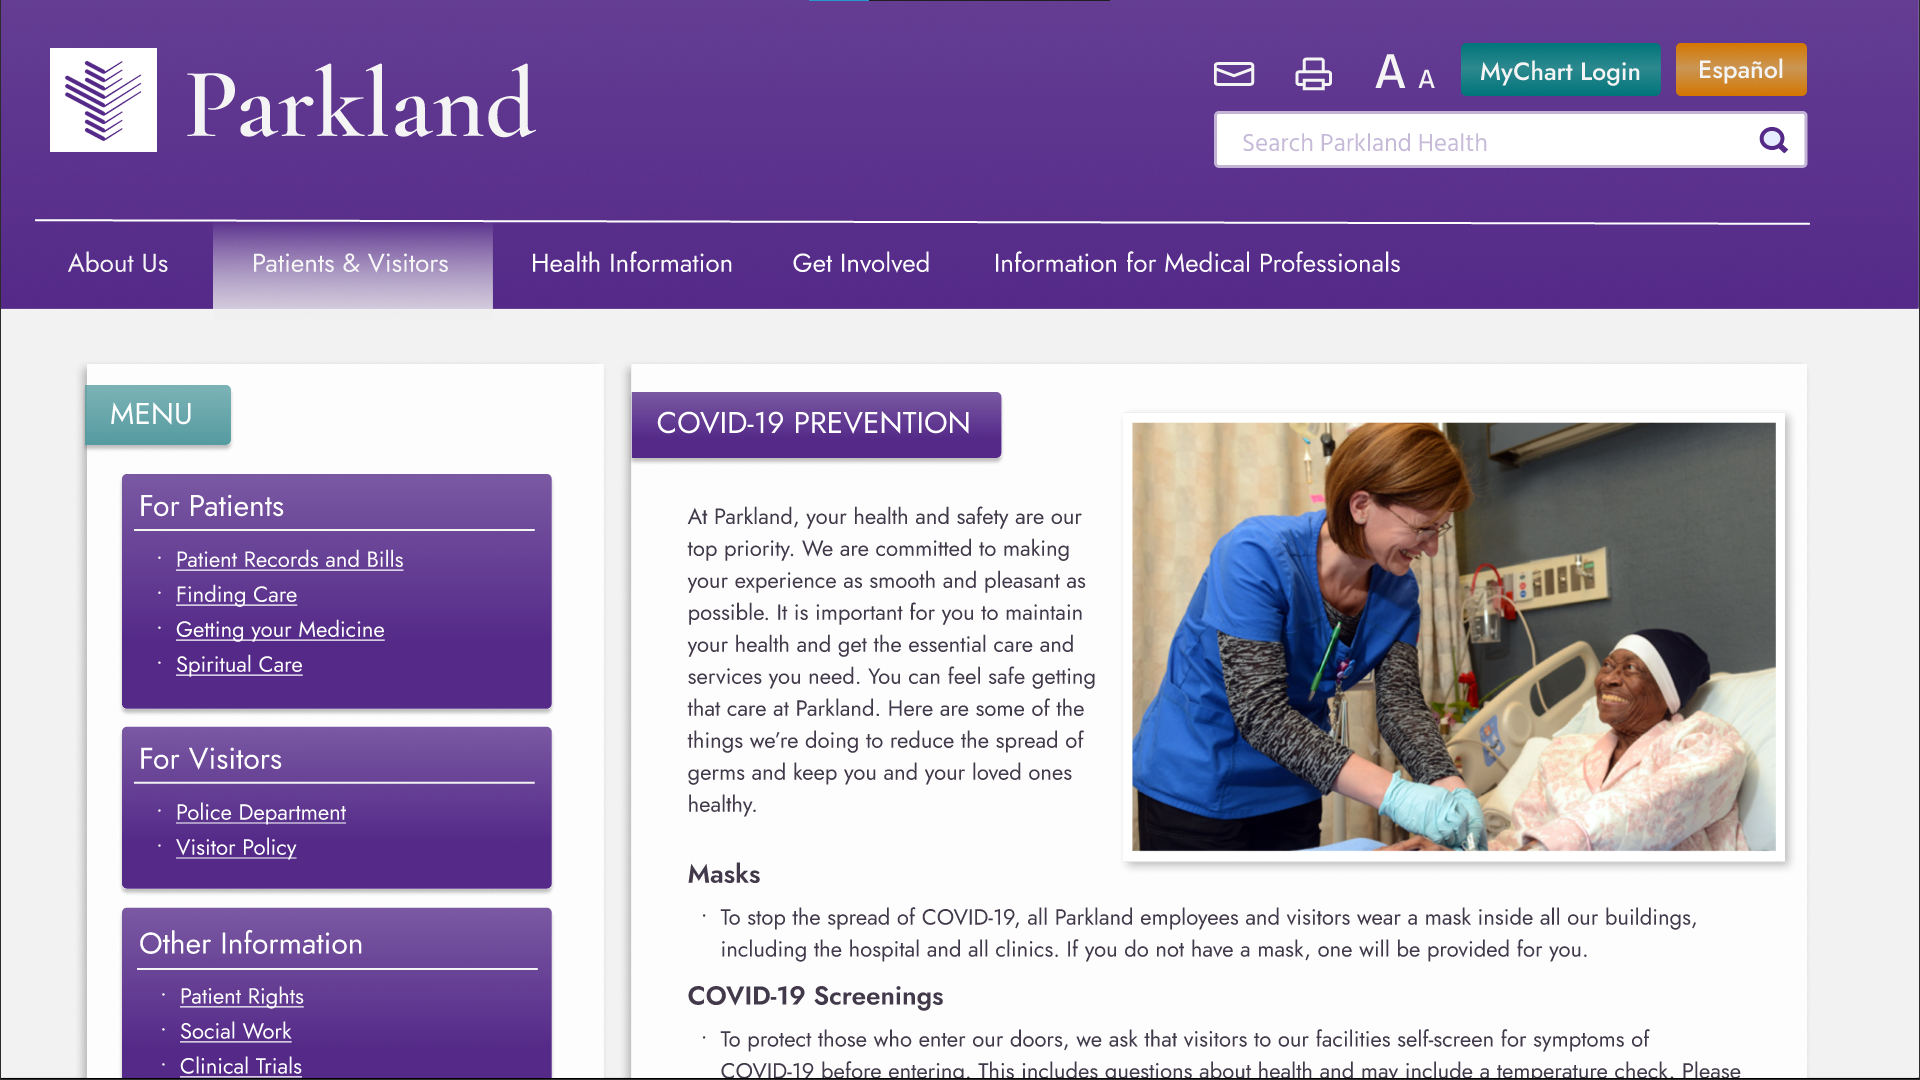 Parkland
A A
MyChart Login
Español
Search Parkland Health
About Us
Patients & Visitors
Health Information
Get Involved
Information for Medical Professionals
MENU
For Patients
· Patient Records and Bills
· Finding Care
· Getting your Medicine
· Spiritual Care
For Visitors
· Police Department
· Visitor Policy
Other Information
· Patient Rights
· Social Work
· Clinical Trials
COVID-19 PREVENTION
At Parkland, your health and safety are our
top priority. We are committed to making
your experience as smooth and pleasant as
possible. It is important for you to maintain
your health and get the essential care and
services you need. You can feel safe getting
that care at Parkland. Here are some of the
things we’re doing to reduce the spread of
germs and keep you and your loved ones
healthy.
Masks
· To stop the spread of COVID-19, all Parkland employees and visitors wear a mask inside all our buildings,
including the hospital and all clinics. If you do not have a mask, one will be provided for you.
COVID-19 Screenings
· To protect those who enter our doors, we ask that visitors to our facilities self-screen for symptoms of
COVID-19 before entering. This includes questions about health and may include a temperature check. Please